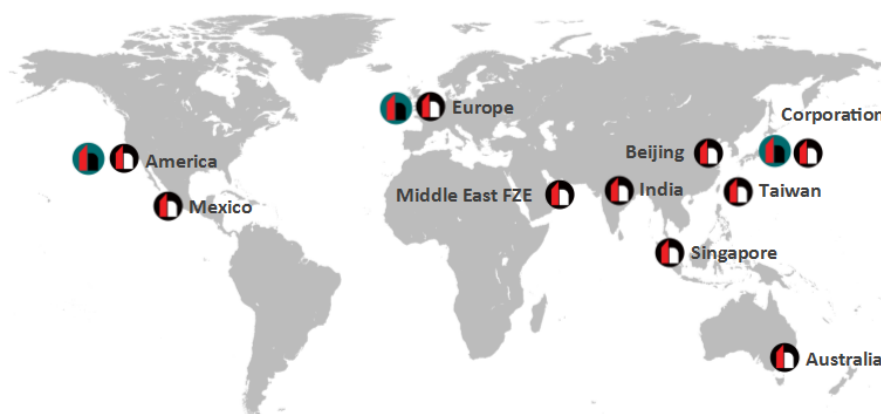 Europe
Corporation
America
Beijing
Mexico
Middle East FZE
India
Taiwan
Singapore
Australia